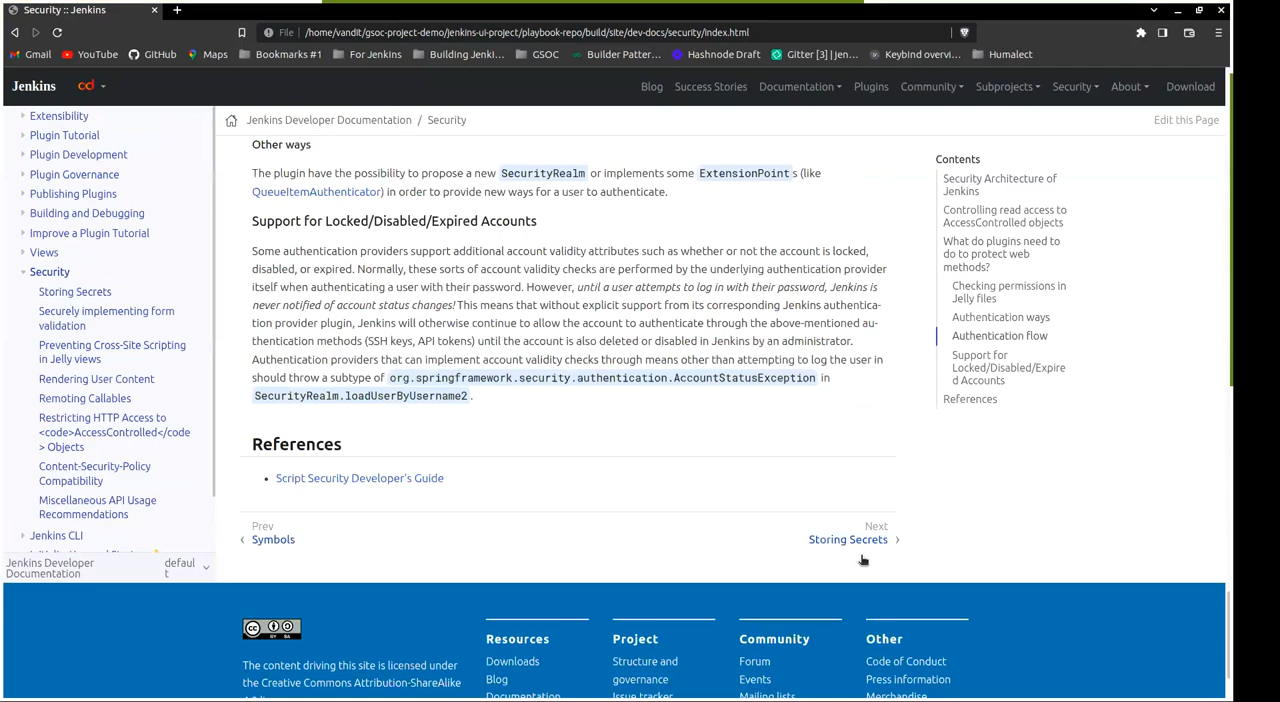 Security :: Jenkins
File /home/vandit/gsoc-project-demo/jenkins-ui-project/playbook-repo/build/site/dev-docs/security/index.html
Gmail YouTube GitHub Maps Bookmarks #1 For Jenkins Building Jenki... GSOC Builder Patter... Hashnode Draft Gitter [3] | Jen... Keybind overvi... Humalect
Jenkins cd Blog Success Stories Documentation Plugins Community Subprojects Security About Download
Jenkins Developer Documentation / Security Edit this Page
Extensibility
Plugin Tutorial
Plugin Development
Plugin Governance
Publishing Plugins
Building and Debugging
Improve a Plugin Tutorial
Views
Security
Storing Secrets
Securely implementing form
validation
Preventing Cross-Site Scripting
in Jelly views
Rendering User Content
Remoting Callables
Restricting HTTP Access to
<code>AccessControlled</code
> Objects
Content-Security-Policy
Compatibility
Miscellaneous API Usage
Recommendations
Jenkins CLI
Jenkins Developer
Documentation
defaul
t
Other ways
The plugin have the possibility to propose a new SecurityRealm or implements some ExtensionPoints (like
QueueItemAuthenticator) in order to provide new ways for a user to authenticate.
Support for Locked/Disabled/Expired Accounts
Some authentication providers support additional account validity attributes such as whether or not the account is locked,
disabled, or expired. Normally, these sorts of account validity checks are performed by the underlying authentication provider
itself when authenticating a user with their password. However, until a user attempts to log in with their password, Jenkins is
never notified of account status changes! This means that without explicit support from its corresponding Jenkins authentica-
tion provider plugin, Jenkins will otherwise continue to allow the account to authenticate through the above-mentioned au-
thentication methods (SSH keys, API tokens) until the account is also deleted or disabled in Jenkins by an administrator.
Authentication providers that can implement account validity checks through means other than attempting to log the user in
should throw a subtype of org.springframework.security.authentication.AccountStatusException in
SecurityRealm.loadUserByUsername2.
References
• Script Security Developer's Guide
Prev
‹ Symbols
Next
Storing Secrets ›
Contents
Security Architecture of
Jenkins
Controlling read access to
AccessControlled objects
What do plugins need to
do to protect web
methods?
Checking permissions in
Jelly files
Authentication ways
Authentication flow
Support for
Locked/Disabled/Expire
d Accounts
References
CC BY SA
The content driving this site is licensed under
the Creative Commons Attribution-ShareAlike
Resources
Downloads
Blog
Documentation
Project
Structure and
governance
Issue tracker
Community
Forum
Events
Mailing lists
Other
Code of Conduct
Press information
Merchandise